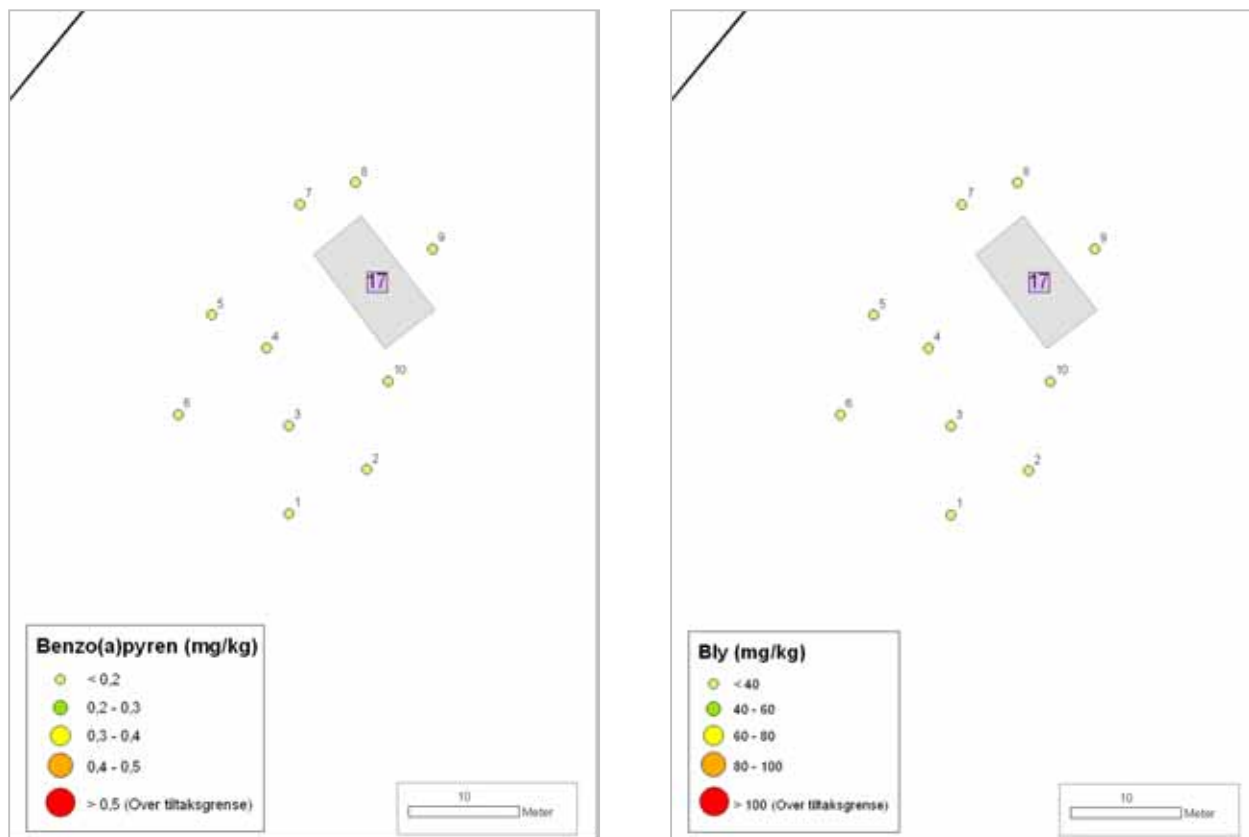 8
7
9
17
5
4
10
6
3
2
1
Benzo(a)pyren (mg/kg)
< 0,2
0,2 - 0,3
0,3 - 0,4
0,4 - 0,5
> 0,5 (Over tiltaksgrense)
10
Meter
8
7
9
17
5
4
10
6
3
2
1
Bly (mg/kg)
< 40
40 - 60
60 - 80
80 - 100
> 100 (Over tiltaksgrense)
10
Meter